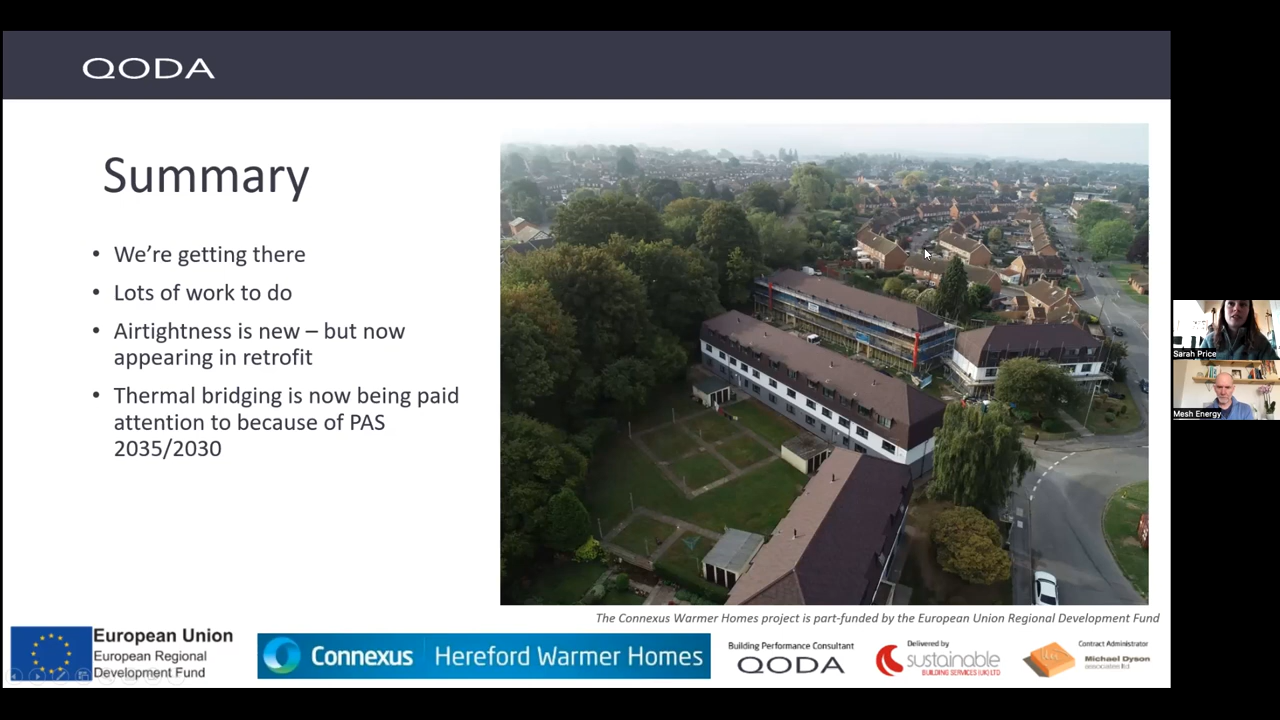 QODA
Summary
• We're getting there
• Lots of work to do
• Airtightness is new – but now
appearing in retrofit
• Thermal bridging is now being paid
attention to because of PAS
2035/2030
Sarah Price
Mesh Energy
The Connexus Warmer Homes project is part-funded by the European Union Regional Development Fund
European Union
European Regional
Development Fund
Connexus Hereford Warmer Homes
Building Performance Consultant
QODA
Delivered by
sustainable
BUILDING SERVICES (UK) LTD
Contract Administrator
Michael Dyson
associates ltd